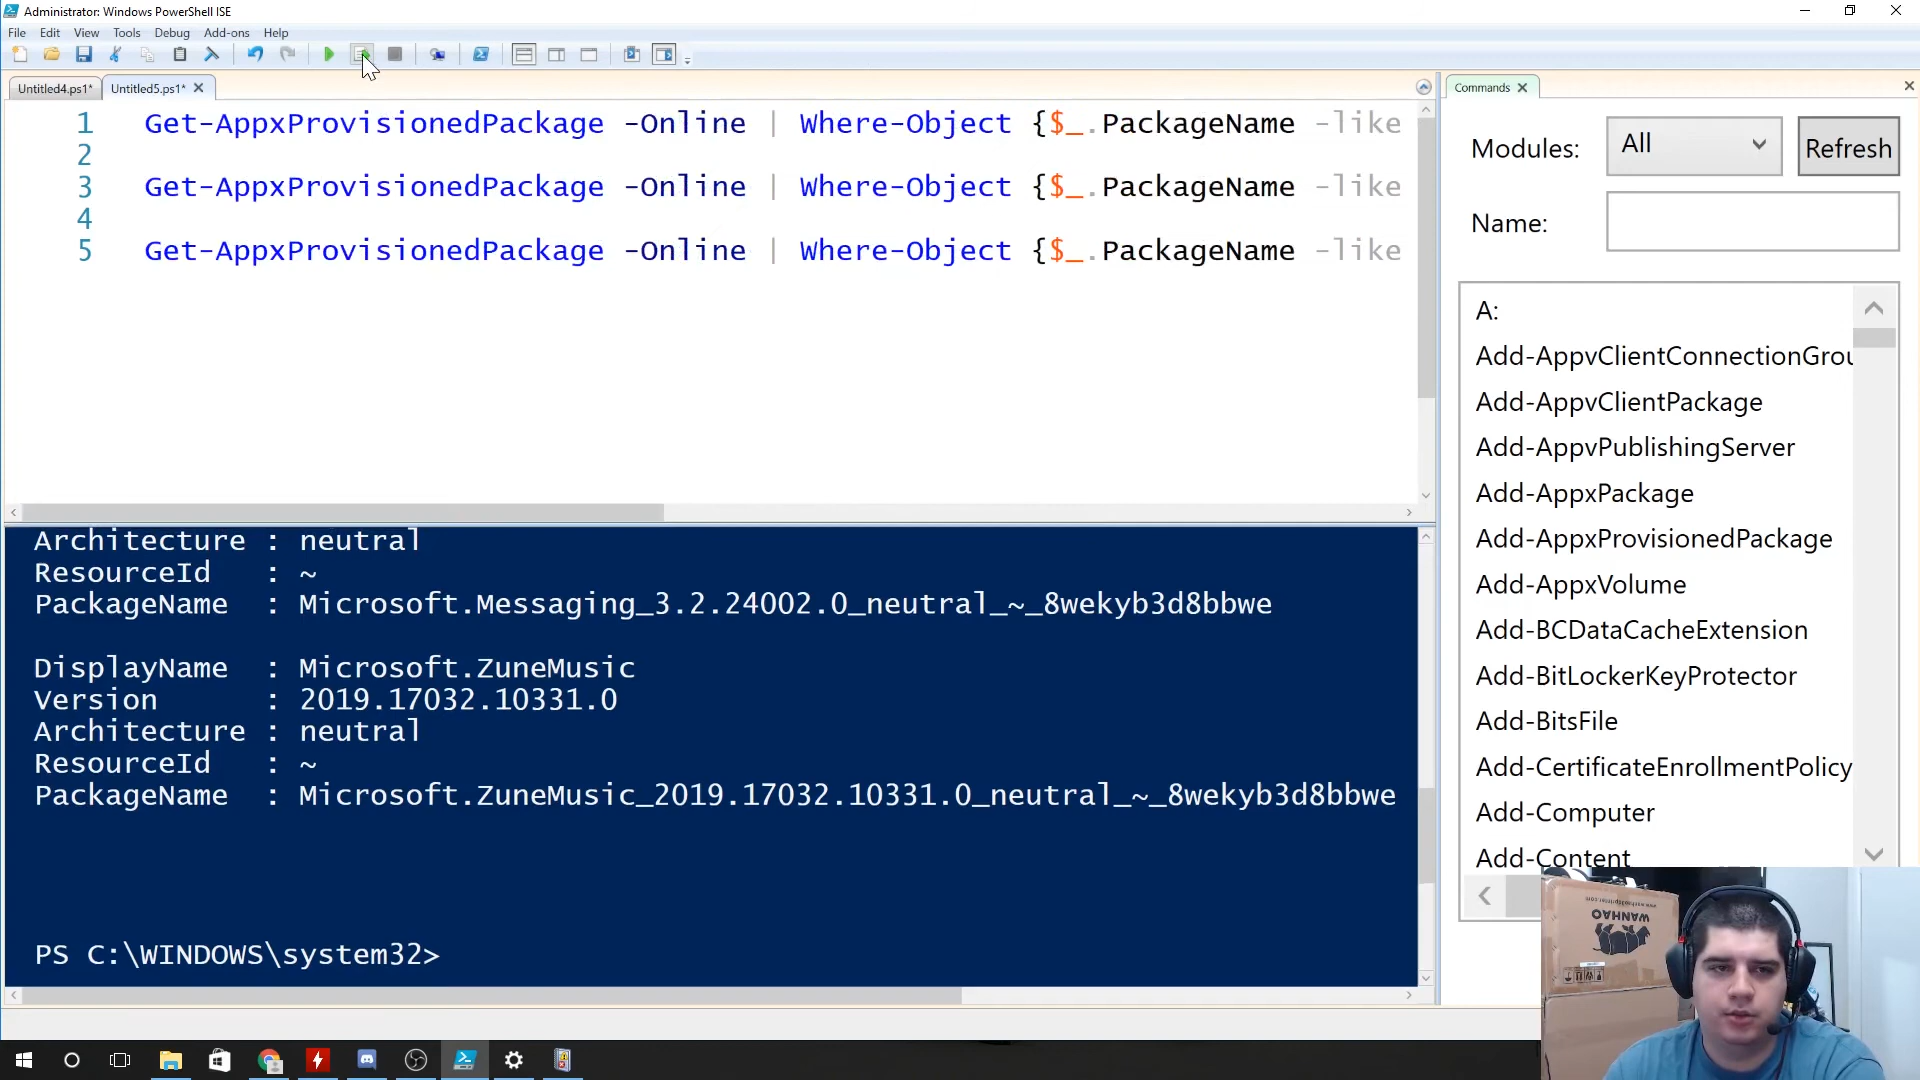 Administrator: Windows PowerShell ISE
File Edit View Tools Debug Add-ons Help
Untitled4.ps1* Untitled5.ps1*
1 Get-AppxProvisionedPackage -Online | Where-Object {$_.PackageName -like
2
3 Get-AppxProvisionedPackage -Online | Where-Object {$_.PackageName -like
4
5 Get-AppxProvisionedPackage -Online | Where-Object {$_.PackageName -like
Architecture : neutral
ResourceId : ~
PackageName : Microsoft.Messaging_3.2.24002.0_neutral_~_8wekyb3d8bbwe
DisplayName : Microsoft.ZuneMusic
Version : 2019.17032.10331.0
Architecture : neutral
ResourceId : ~
PackageName : Microsoft.ZuneMusic_2019.17032.10331.0_neutral_~_8wekyb3d8bbwe
PS C:\WINDOWS\system32>
Commands
Modules: All Refresh
Name:
A:
Add-AppvClientConnectionGrou
Add-AppvClientPackage
Add-AppvPublishingServer
Add-AppxPackage
Add-AppxProvisionedPackage
Add-AppxVolume
Add-BCDataCacheExtension
Add-BitLockerKeyProtector
Add-BitsFile
Add-CertificateEnrollmentPolicy
Add-Computer
Add-Content
WANHAO